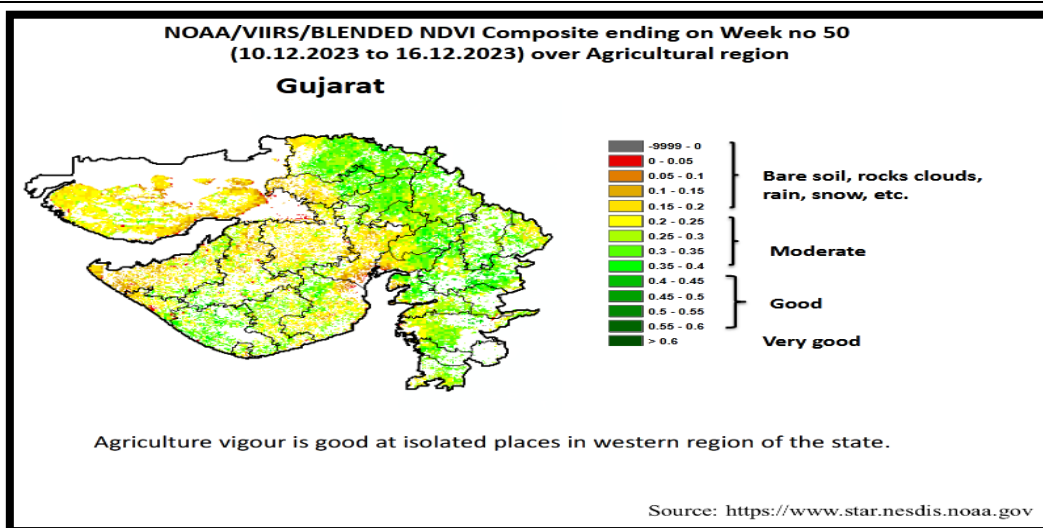 NOAA/VIIRS/BLENDED NDVI Composite ending on Week no 50
(10.12.2023 to 16.12.2023) over Agricultural region
Gujarat
-9999 - 0
0 - 0.05
0.05 - 0.1
0.1 - 0.15
0.15 - 0.2
0.2 - 0.25
0.25 - 0.3
0.3 - 0.35
0.35 - 0.4
0.4 - 0.45
0.45 - 0.5
0.5 - 0.55
0.55 - 0.6
> 0.6
Bare soil, rocks clouds,
rain, snow, etc.
Moderate
Good
Very good
Agriculture vigour is good at isolated places in western region of the state.
Source: https://www.star.nesdis.noaa.gov